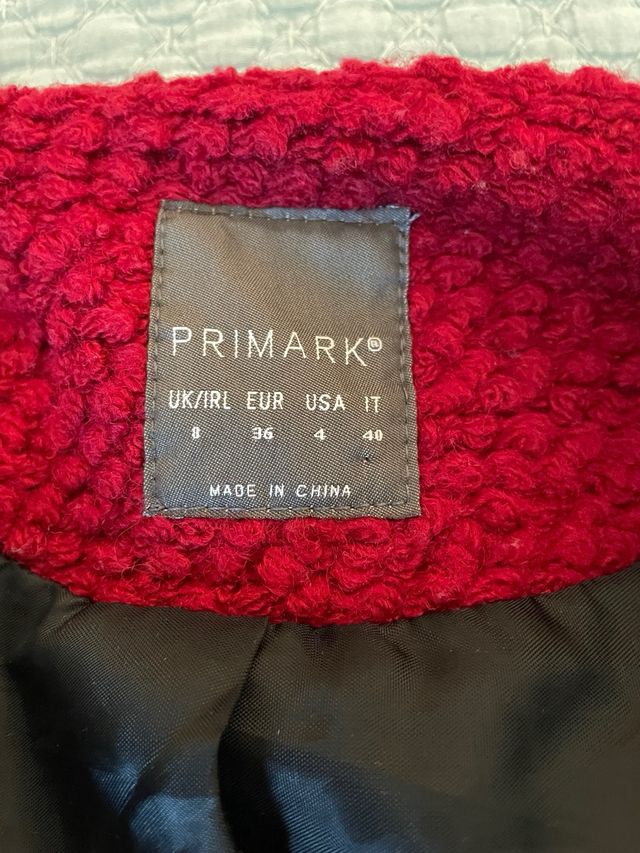 PRIMARK®
UK/IRL EUR USA IT
8 36 4 40
MADE IN CHINA